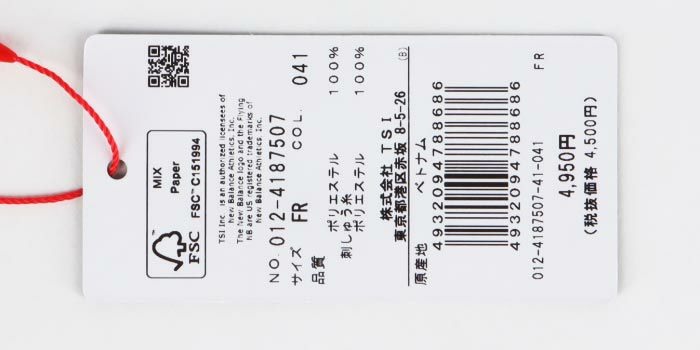 MIX
Paper
FSC™ C151994
FSC
TSI Inc. is an authorized licensees of
New Balance Athletics, Inc.
The New Balance logo and the Flying
NB are US registered trademarks of
New Balance Athletics, Inc.
NO. 012-4187507
COL. 041
サイズ FR
品質
ポリエステル 100%
刺しゅう糸
ポリエステル 100%
株式会社 TSI
東京都港区赤坂 8-5-26
(B)
原産地 ベトナム
4932094788686
4932094788686
012-4187507-41-041
FR
4,950円
(税抜価格 4,500円)